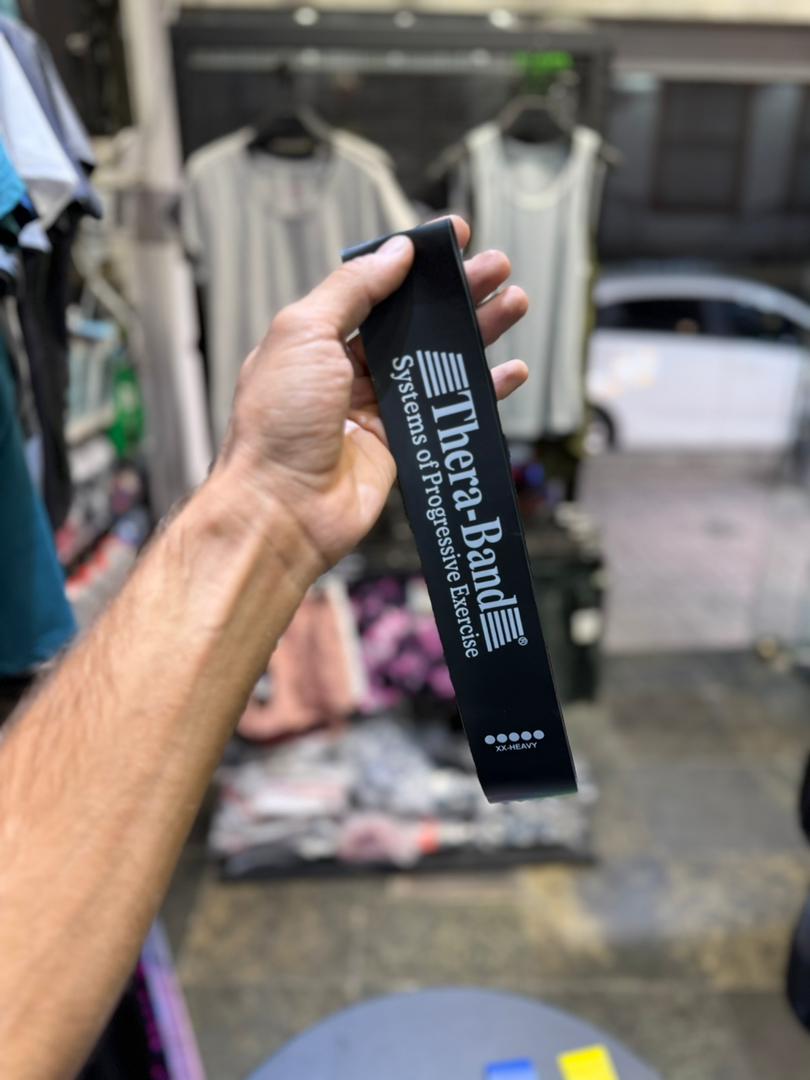 Thera-Band®
Systems of Progressive Exercise
XX-HEAVY